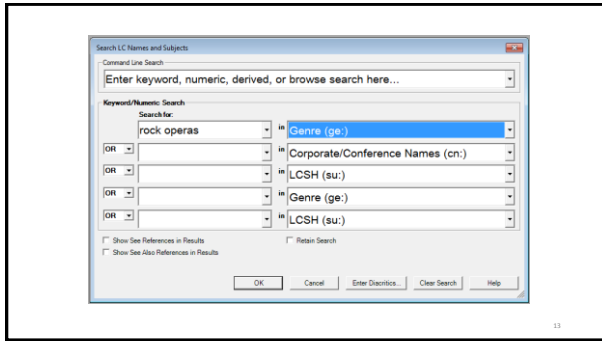 Search LC Names and Subjects
Command Line Search
Enter keyword, numeric, derived, or browse search here...
Keyword/Numeric Search
Search for:
rock operas in Genre (ge:)
OR in Corporate/Conference Names (cn:)
OR in LCSH (su:)
OR in Genre (ge:)
OR in LCSH (su:)
Show See References in Results Retain Search
Show See Also References in Results
OK Cancel Enter Diacritics... Clear Search Help
13